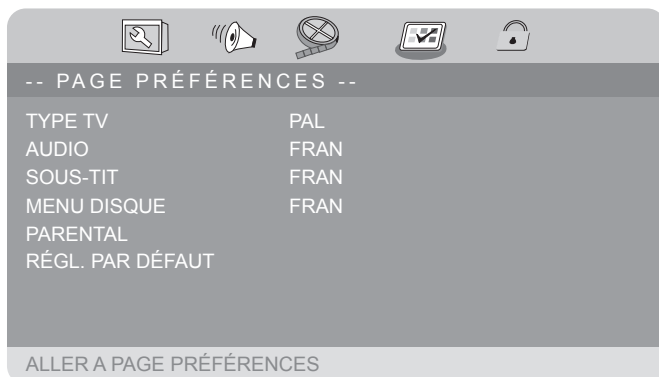 -- PAGE PRÉFÉRENCES --
TYPE TV PAL
AUDIO FRAN
SOUS-TIT FRAN
MENU DISQUE FRAN
PARENTAL
RÉGL. PAR DÉFAUT
ALLER A PAGE PRÉFÉRENCES